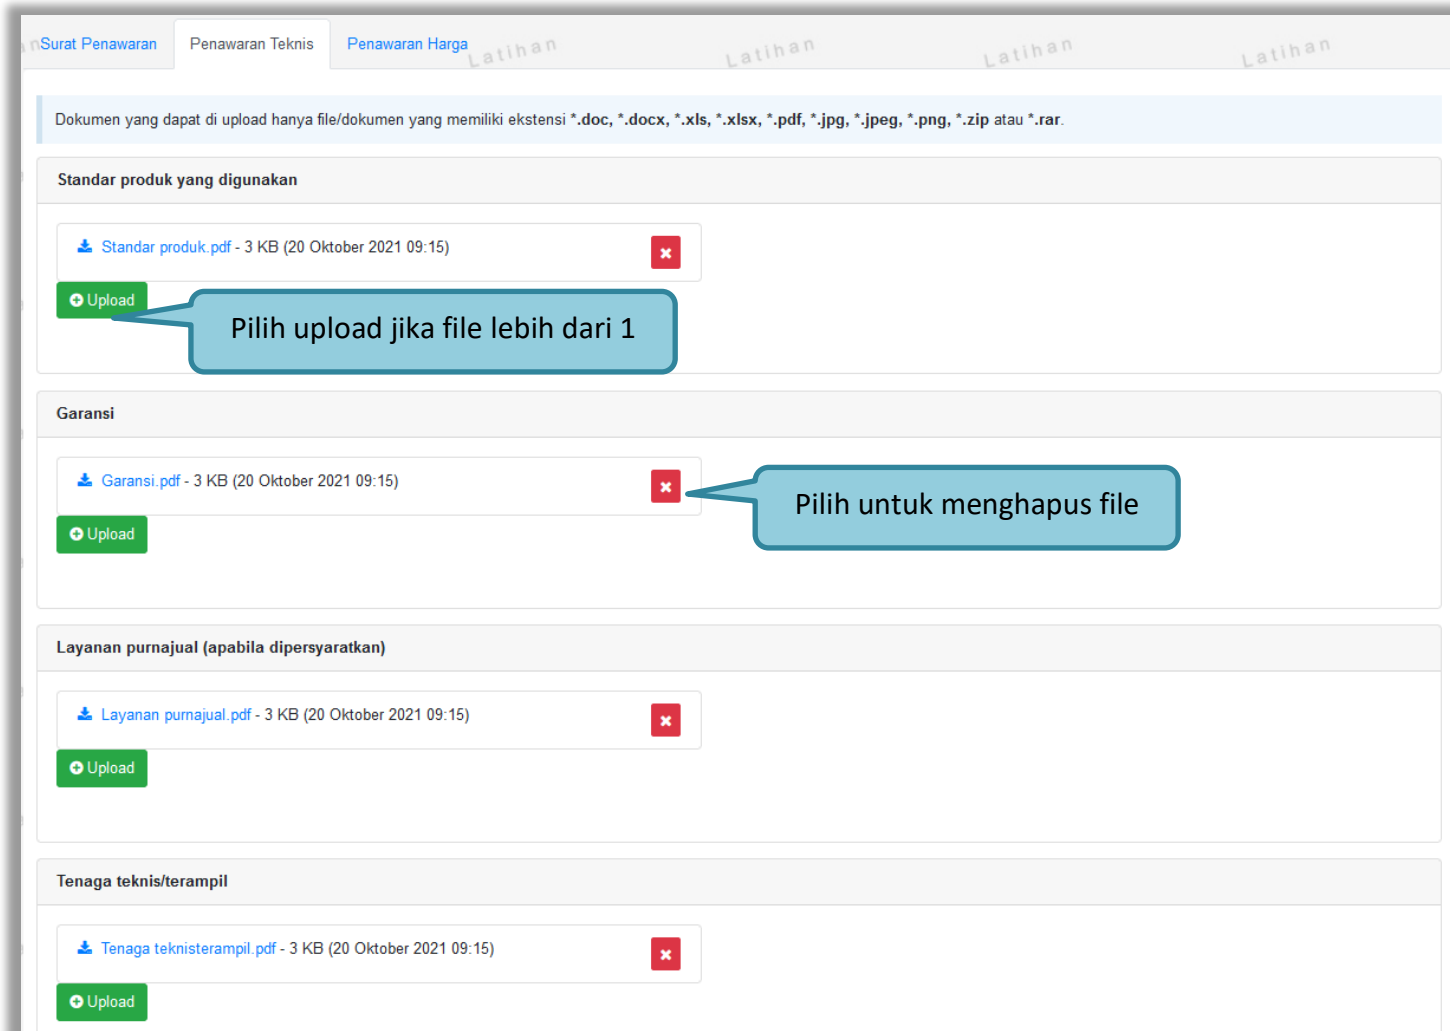 Surat Penawaran Penawaran Teknis Penawaran Harga
Latihan Latihan Latihan Latihan
Dokumen yang dapat di upload hanya file/dokumen yang memiliki ekstensi *.doc, *.docx, *.xls, *.xlsx, *.pdf, *.jpg, *.jpeg, *.png, *.zip atau *.rar.
Standar produk yang digunakan
Standar produk.pdf - 3 KB (20 Oktober 2021 09:15)
Upload
Pilih upload jika file lebih dari 1
Garansi
Garansi.pdf - 3 KB (20 Oktober 2021 09:15)
Pilih untuk menghapus file
Upload
Layanan purnajual (apabila dipersyaratkan)
Layanan purnajual.pdf - 3 KB (20 Oktober 2021 09:15)
Upload
Tenaga teknis/terampil
Tenaga teknisterampil.pdf - 3 KB (20 Oktober 2021 09:15)
Upload